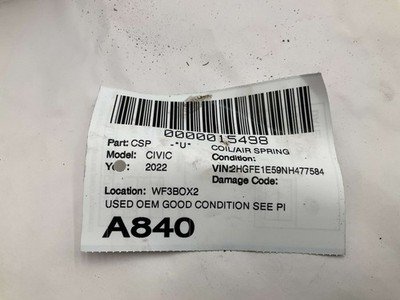 0000015498
Part: CSP -"U" COIL/AIR SPRING
Model: CIVIC Condition:
Year: 2022 VIN:2HGFE1E59NH477584
Damage Code:
Location: WF3BOX2
USED OEM GOOD CONDITION SEE PI
A840